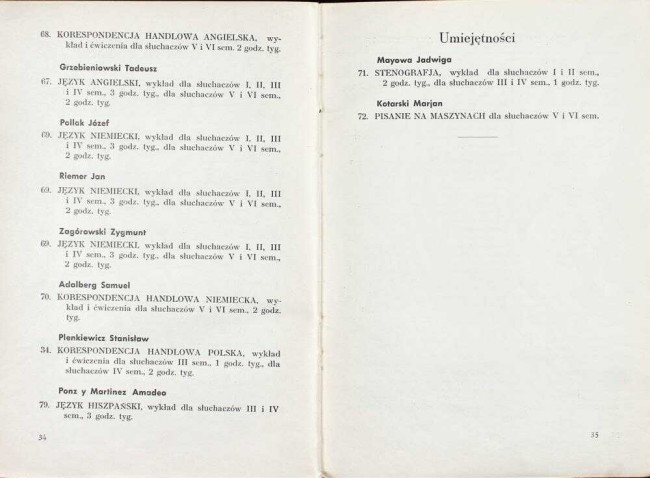 68. KORESPONDENCJA HANDLOWA ANGIELSKA, wy-
kład i ćwiczenia dla słuchaczów V i VI sem. 2 godz. tyg.
Grzebieniowski Tadeusz
67. JĘZYK ANGIELSKI, wykład dla słuchaczów I, II, III
i IV sem., 3 godz. tyg., dla słuchaczów V i VI sem.,
2 godz. tyg.
Pollak Józef
69. JĘZYK NIEMIECKI, wykład dla słuchaczów I, II, III
i IV sem., 3 godz. tyg., dla słuchaczów V i VI sem.,
2 godz. tyg.
Riemer Jan
69. JĘZYK NIEMIECKI, wykład dla słuchaczów I, II, III
i IV sem., 3 godz. tyg., dla słuchaczów V i VI sem.,
2 godz. tyg.
Zagórowski Zygmunt
69. JĘZYK NIEMIECKI, wykład dla słuchaczów I, II, III
i IV sem., 3 godz. tyg., dla słuchaczów V i VI sem.,
2 godz. tyg.
Adalberg Samuel
70. KORESPONDENCJA HANDLOWA NIEMIECKA, wy-
kład i ćwiczenia dla słuchaczów V i VI sem., 2 godz.
tyg.
Plenkiewicz Stanisław
34. KORESPONDENCJA HANDLOWA POLSKA, wykład
i ćwiczenia dla słuchaczów III sem., 1 godz. tyg., dla
słuchaczów IV sem., 2 godz. tyg.
Ponz y Martinez Amadeo
79. JĘZYK HISZPAŃSKI, wykład dla słuchaczów III i IV
sem., 3 godz. tyg.
34
Umiejętności
Mayowa Jadwiga
71. STENOGRAFJA, wykład dla słuchaczów I i II sem.,
2 godz. tyg., dla słuchaczów III i IV sem., 1 godz. tyg.
Kotarski Marjan
72. PISANIE NA MASZYNACH dla słuchaczów V i VI sem.
35